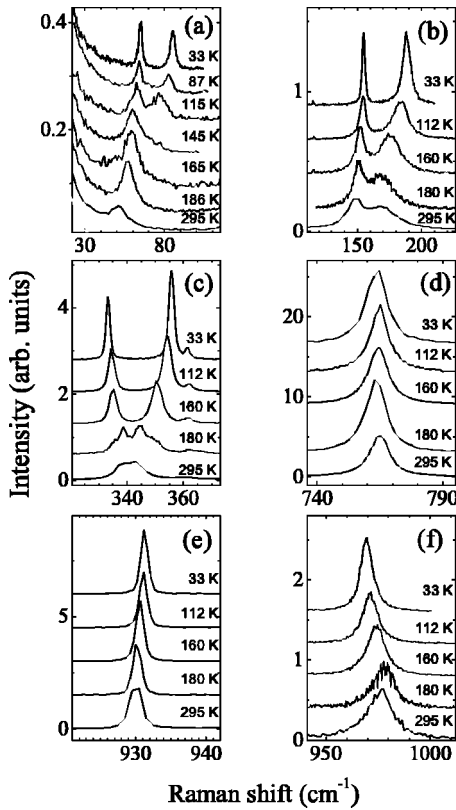 0.4
0.2
(a)
33 K
87 K
115 K
145 K
165 K
186 K
295 K
30
80
1
0
(b)
33 K
112 K
160 K
180 K
295 K
150
200
4
2
0
(c)
33 K
112 K
160 K
180 K
295 K
340
360
20
10
0
(d)
33 K
112 K
160 K
180 K
295 K
740
790
5
0
(e)
33 K
112 K
160 K
180 K
295 K
930
940
2
1
0
(f)
33 K
112 K
160 K
180 K
295 K
950
1000
Intensity (arb. units)
Raman shift (cm⁻¹)